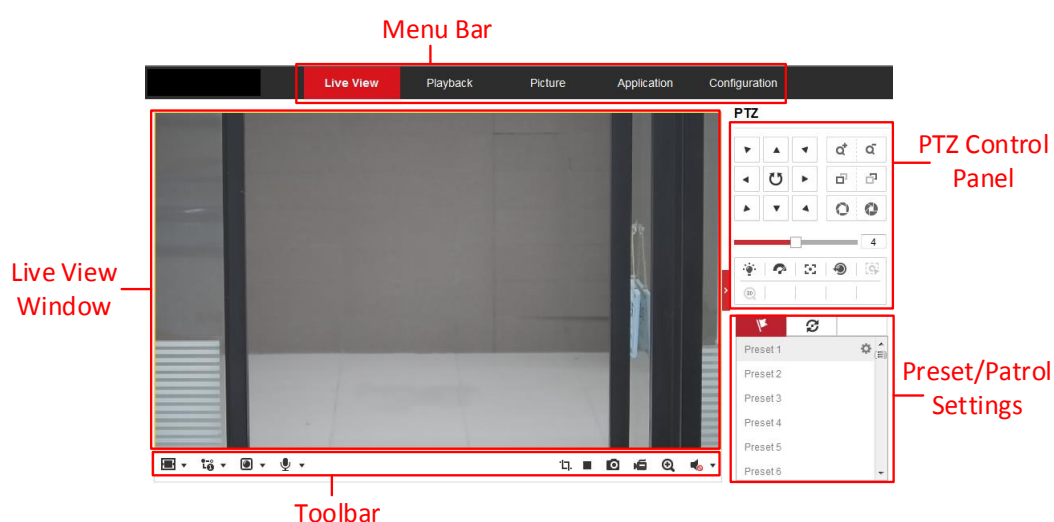 Menu Bar
Live View
Playback
Picture
Application
Configuration
PTZ
PTZ Control
Panel
4
3D
Live View
Window
Preset 1
Preset 2
Preset 3
Preset 4
Preset 5
Preset 6
Preset/Patrol
Settings
Toolbar